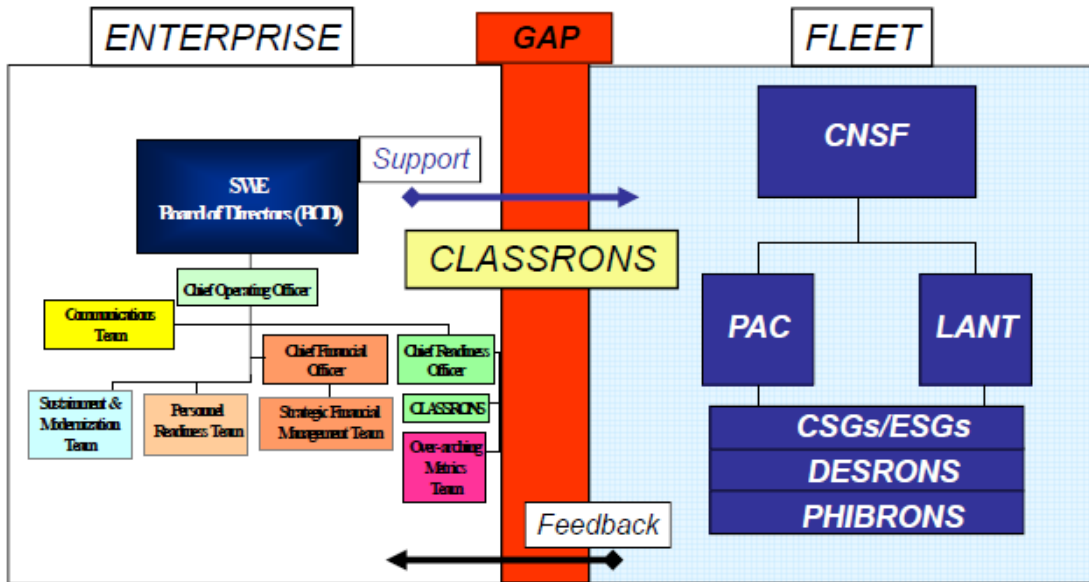 ENTERPRISE
GAP
FLEET
Support
SWE
Board of Directors (BOD)
CLASSRONS
Chief Operating Officer
Communications
Team
Chief Financial
Officer
Chief Readiness
Officer
Sustainment &
Modernization
Team
Personnel
Readiness Team
Strategic Financial
Management Team
CLASSRONS
Over-arching
Metrics
Team
Feedback
CNSF
PAC
LANT
CSGs/ESGs
DESRONS
PHIBRONS